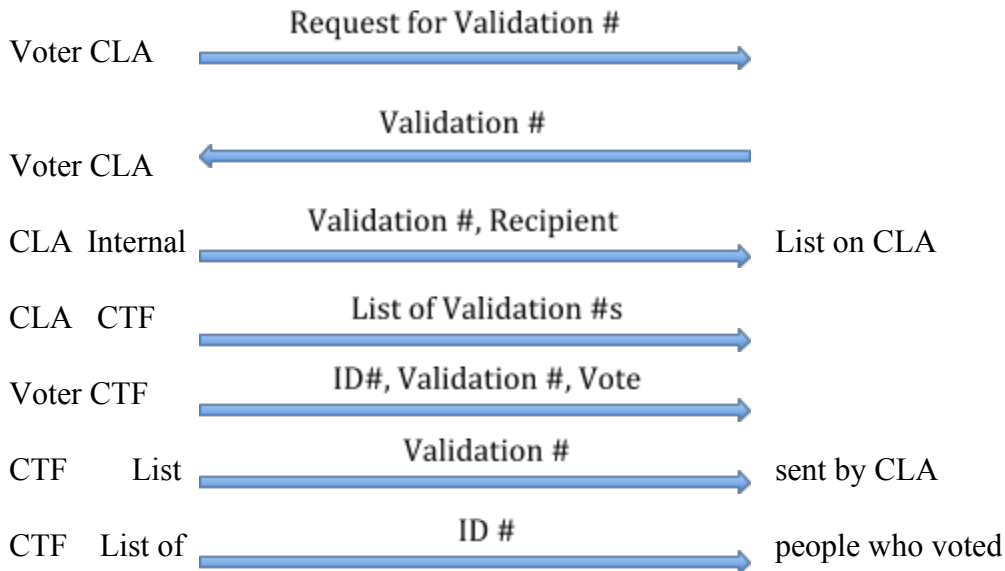 Request for Validation #
Voter CLA
Validation #
Voter CLA
Validation #, Recipient
CLA Internal List on CLA
List of Validation #s
CLA CTF
ID#, Validation #, Vote
Voter CTF
Validation #
CTF List sent by CLA
ID #
CTF List of people who voted